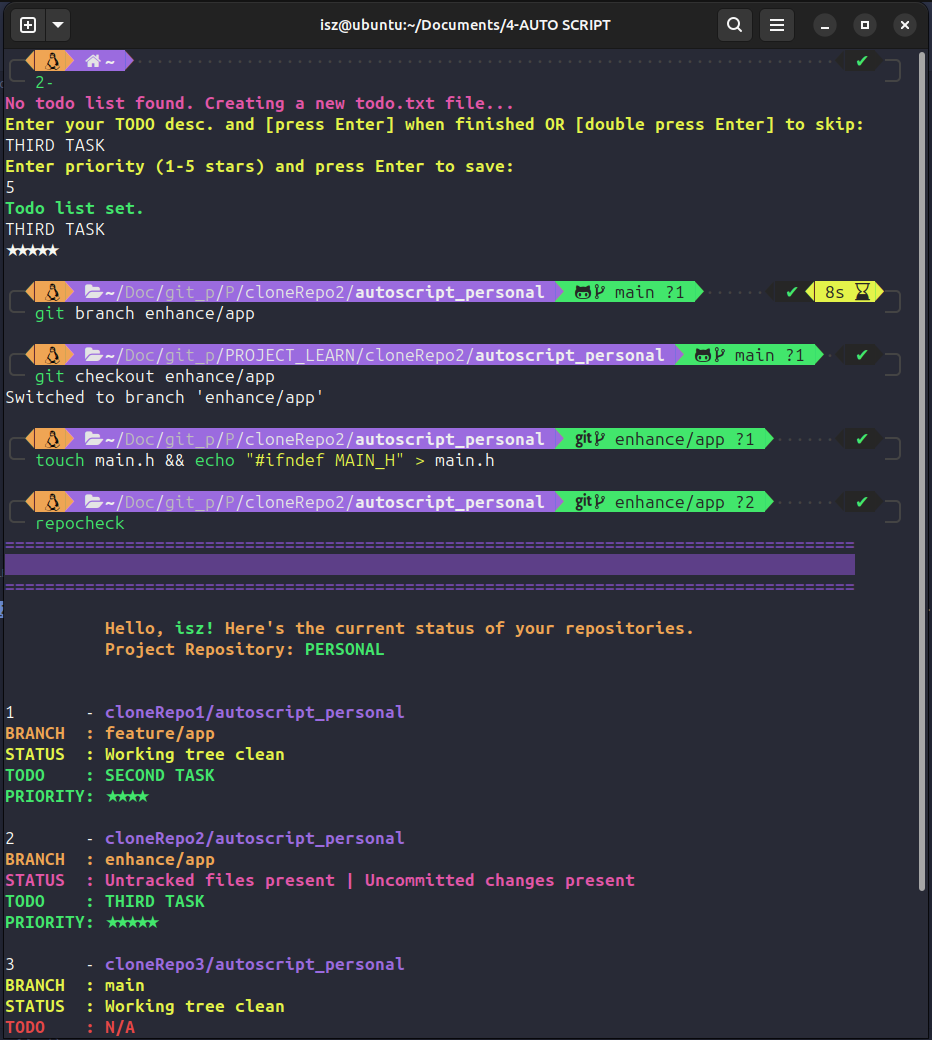 isz@ubuntu:~/Documents/4-AUTO SCRIPT
~ ✔
2-
No todo list found. Creating a new todo.txt file...
Enter your TODO desc. and [press Enter] when finished OR [double press Enter] to skip:
THIRD TASK
Enter priority (1-5 stars) and press Enter to save:
5
Todo list set.
THIRD TASK
★★★★★
~/Doc/git_p/P/cloneRepo2/autoscript_personal main ?1 ✔ 8s
git branch enhance/app
~/Doc/git_p/PROJECT_LEARN/cloneRepo2/autoscript_personal main ?1 ✔
git checkout enhance/app
Switched to branch 'enhance/app'
~/Doc/git_p/P/cloneRepo2/autoscript_personal git enhance/app ?1 ✔
touch main.h && echo "#ifndef MAIN_H" > main.h
~/Doc/git_p/P/cloneRepo2/autoscript_personal git enhance/app ?2 ✔
repocheck
=====================================================================================
=====================================================================================
Hello, isz! Here's the current status of your repositories.
Project Repository: PERSONAL
1 - cloneRepo1/autoscript_personal
BRANCH : feature/app
STATUS : Working tree clean
TODO : SECOND TASK
PRIORITY: ★★★★
2 - cloneRepo2/autoscript_personal
BRANCH : enhance/app
STATUS : Untracked files present | Uncommitted changes present
TODO : THIRD TASK
PRIORITY: ★★★★★
3 - cloneRepo3/autoscript_personal
BRANCH : main
STATUS : Working tree clean
TODO : N/A